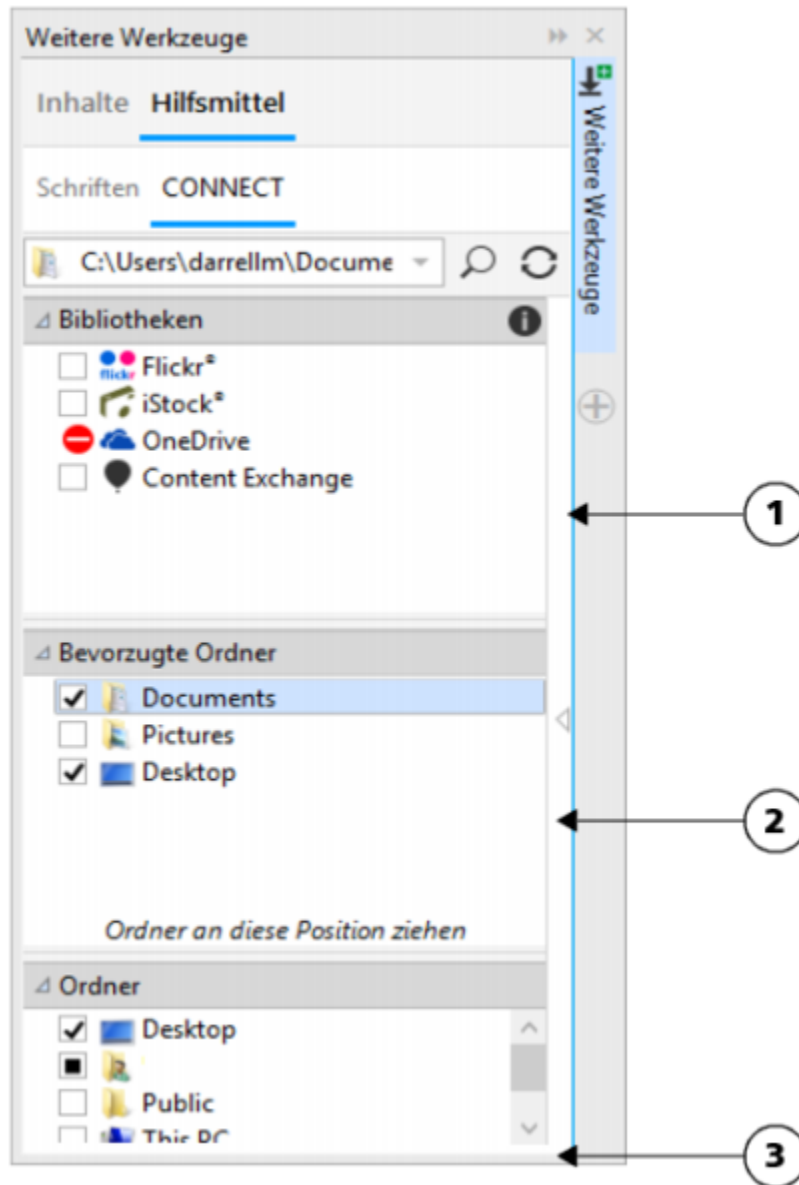 Weitere Werkzeuge
Inhalte Hilfsmittel
Schriften CONNECT
C:\Users\darrellm\Docume
Bibliotheken
flickr Flickr®
iStock®
OneDrive
Content Exchange
Bevorzugte Ordner
Documents
Pictures
Desktop
Ordner an diese Position ziehen
Ordner
Desktop
Public
This PC
Weitere Werkzeuge
1
2
3